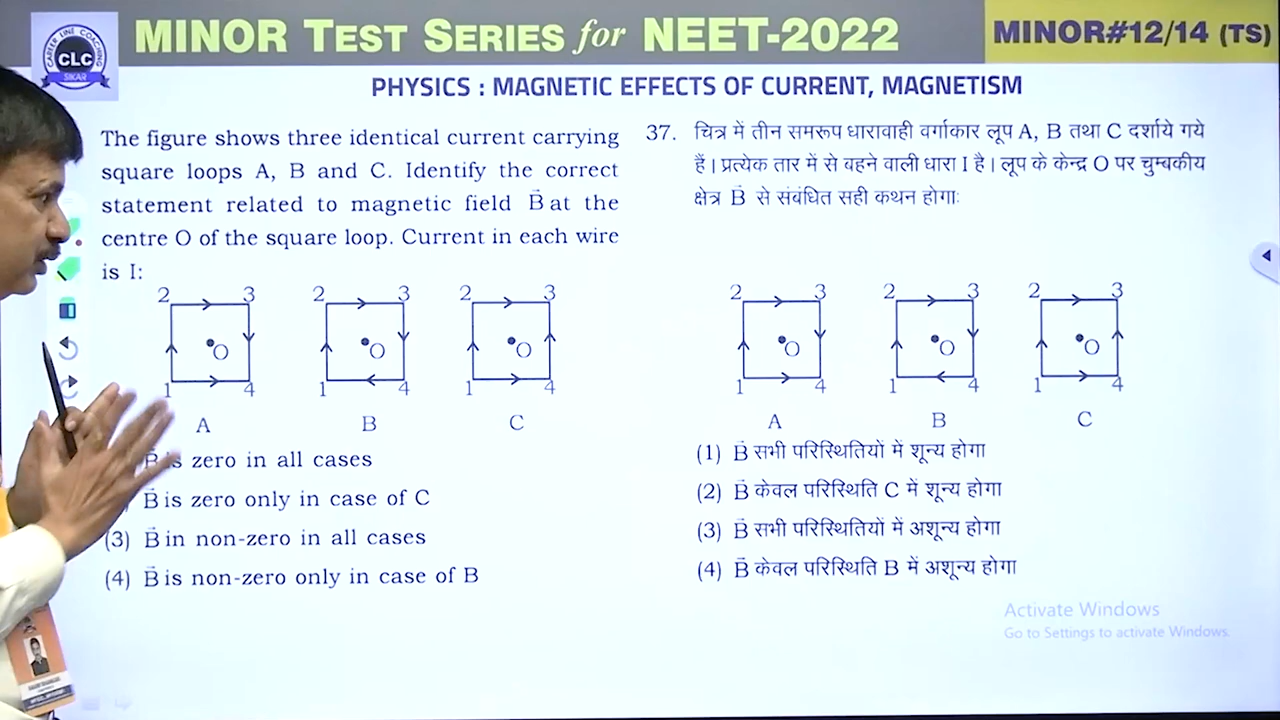 CAREER LINE COACHING
CLC
SIKAR
MINOR TEST SERIES for NEET-2022
MINOR#12/14 (TS)
PHYSICS : MAGNETIC EFFECTS OF CURRENT, MAGNETISM
The figure shows three identical current carrying
square loops A, B and C. Identify the correct
statement related to magnetic field B⃗ at the
centre O of the square loop. Current in each wire
is I:
2 3 2 3 2 3
O O O
1 4 1 4 1 4
A B C
B⃗ is zero in all cases
B⃗ is zero only in case of C
(3) B⃗ in non-zero in all cases
(4) B⃗ is non-zero only in case of B
37. चित्र में तीन समरूप धारावाही वर्गाकार लूप A, B तथा C दर्शाये गये
हैं। प्रत्येक तार में से बहने वाली धारा I है। लूप के केन्द्र O पर चुम्बकीय
क्षेत्र B⃗ से संबंधित सही कथन होगाः
2 3 2 3 2 3
O O O
1 4 1 4 1 4
A B C
(1) B⃗ सभी परिस्थितियों में शून्य होगा
(2) B⃗ केवल परिस्थिति C में शून्य होगा
(3) B⃗ सभी परिस्थितियों में अशून्य होगा
(4) B⃗ केवल परिस्थिति B में अशून्य होगा
Activate Windows
Go to Settings to activate Windows.